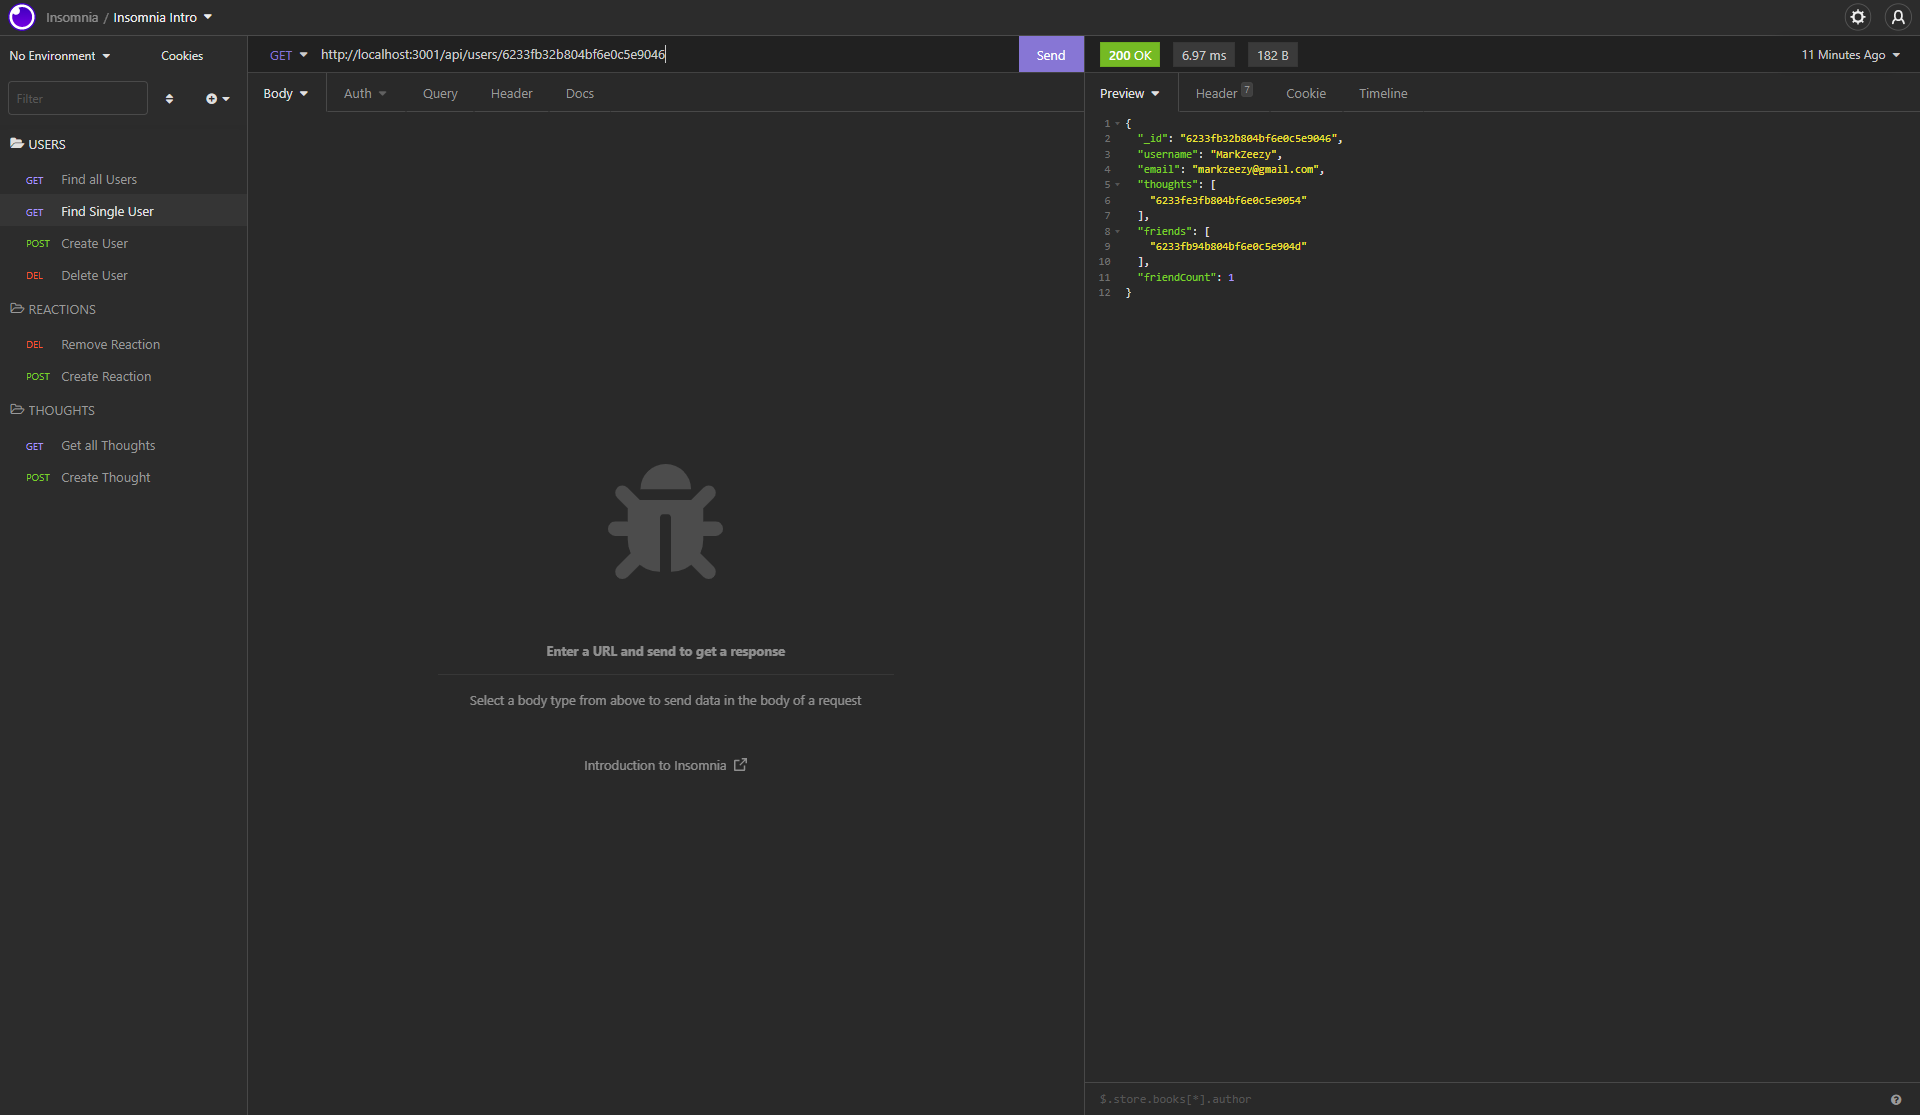 Insomnia / Insomnia Intro
No Environment
Cookies
Filter
USERS
GET Find all Users
GET Find Single User
POST Create User
DEL Delete User
REACTIONS
DEL Remove Reaction
POST Create Reaction
THOUGHTS
GET Get all Thoughts
POST Create Thought
GET http://localhost:3001/api/users/6233fb32b804bf6e0c5e9046 Send
Body Auth Query Header Docs
Enter a URL and send to get a response
Select a body type from above to send data in the body of a request
Introduction to Insomnia
200 OK 6.97 ms 182 B 11 Minutes Ago
Preview Header 7 Cookie Timeline
1 {
2 "_id": "6233fb32b804bf6e0c5e9046",
3 "username": "MarkZeezy",
4 "email": "markzeezy@gmail.com",
5 "thoughts": [
6 "6233fe3fb804bf6e0c5e9054"
7 ],
8 "friends": [
9 "6233fb94b804bf6e0c5e904d"
10 ],
11 "friendCount": 1
12 }
$.store.books[*].author